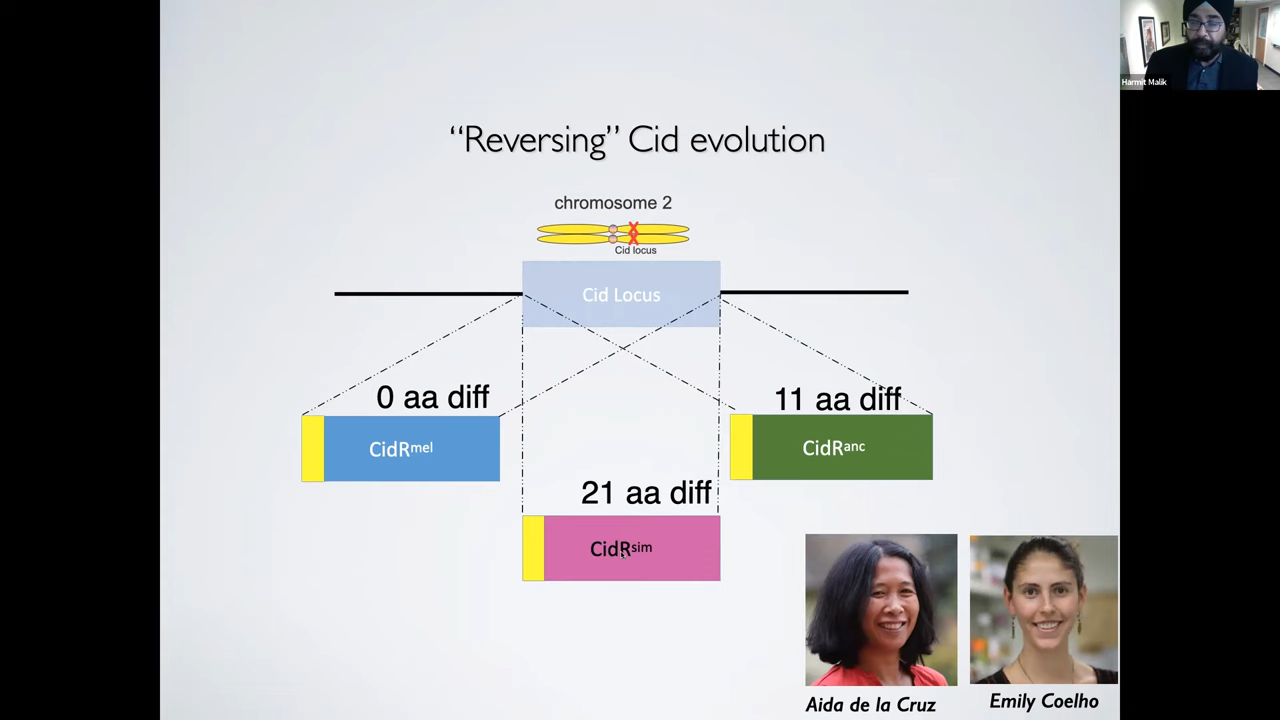 Harmit Malik
“Reversing” Cid evolution
chromosome 2
Cid locus
Cid Locus
0 aa diff
11 aa diff
CidRmel
CidRanc
21 aa diff
CidRsim
Aida de la Cruz
Emily Coelho